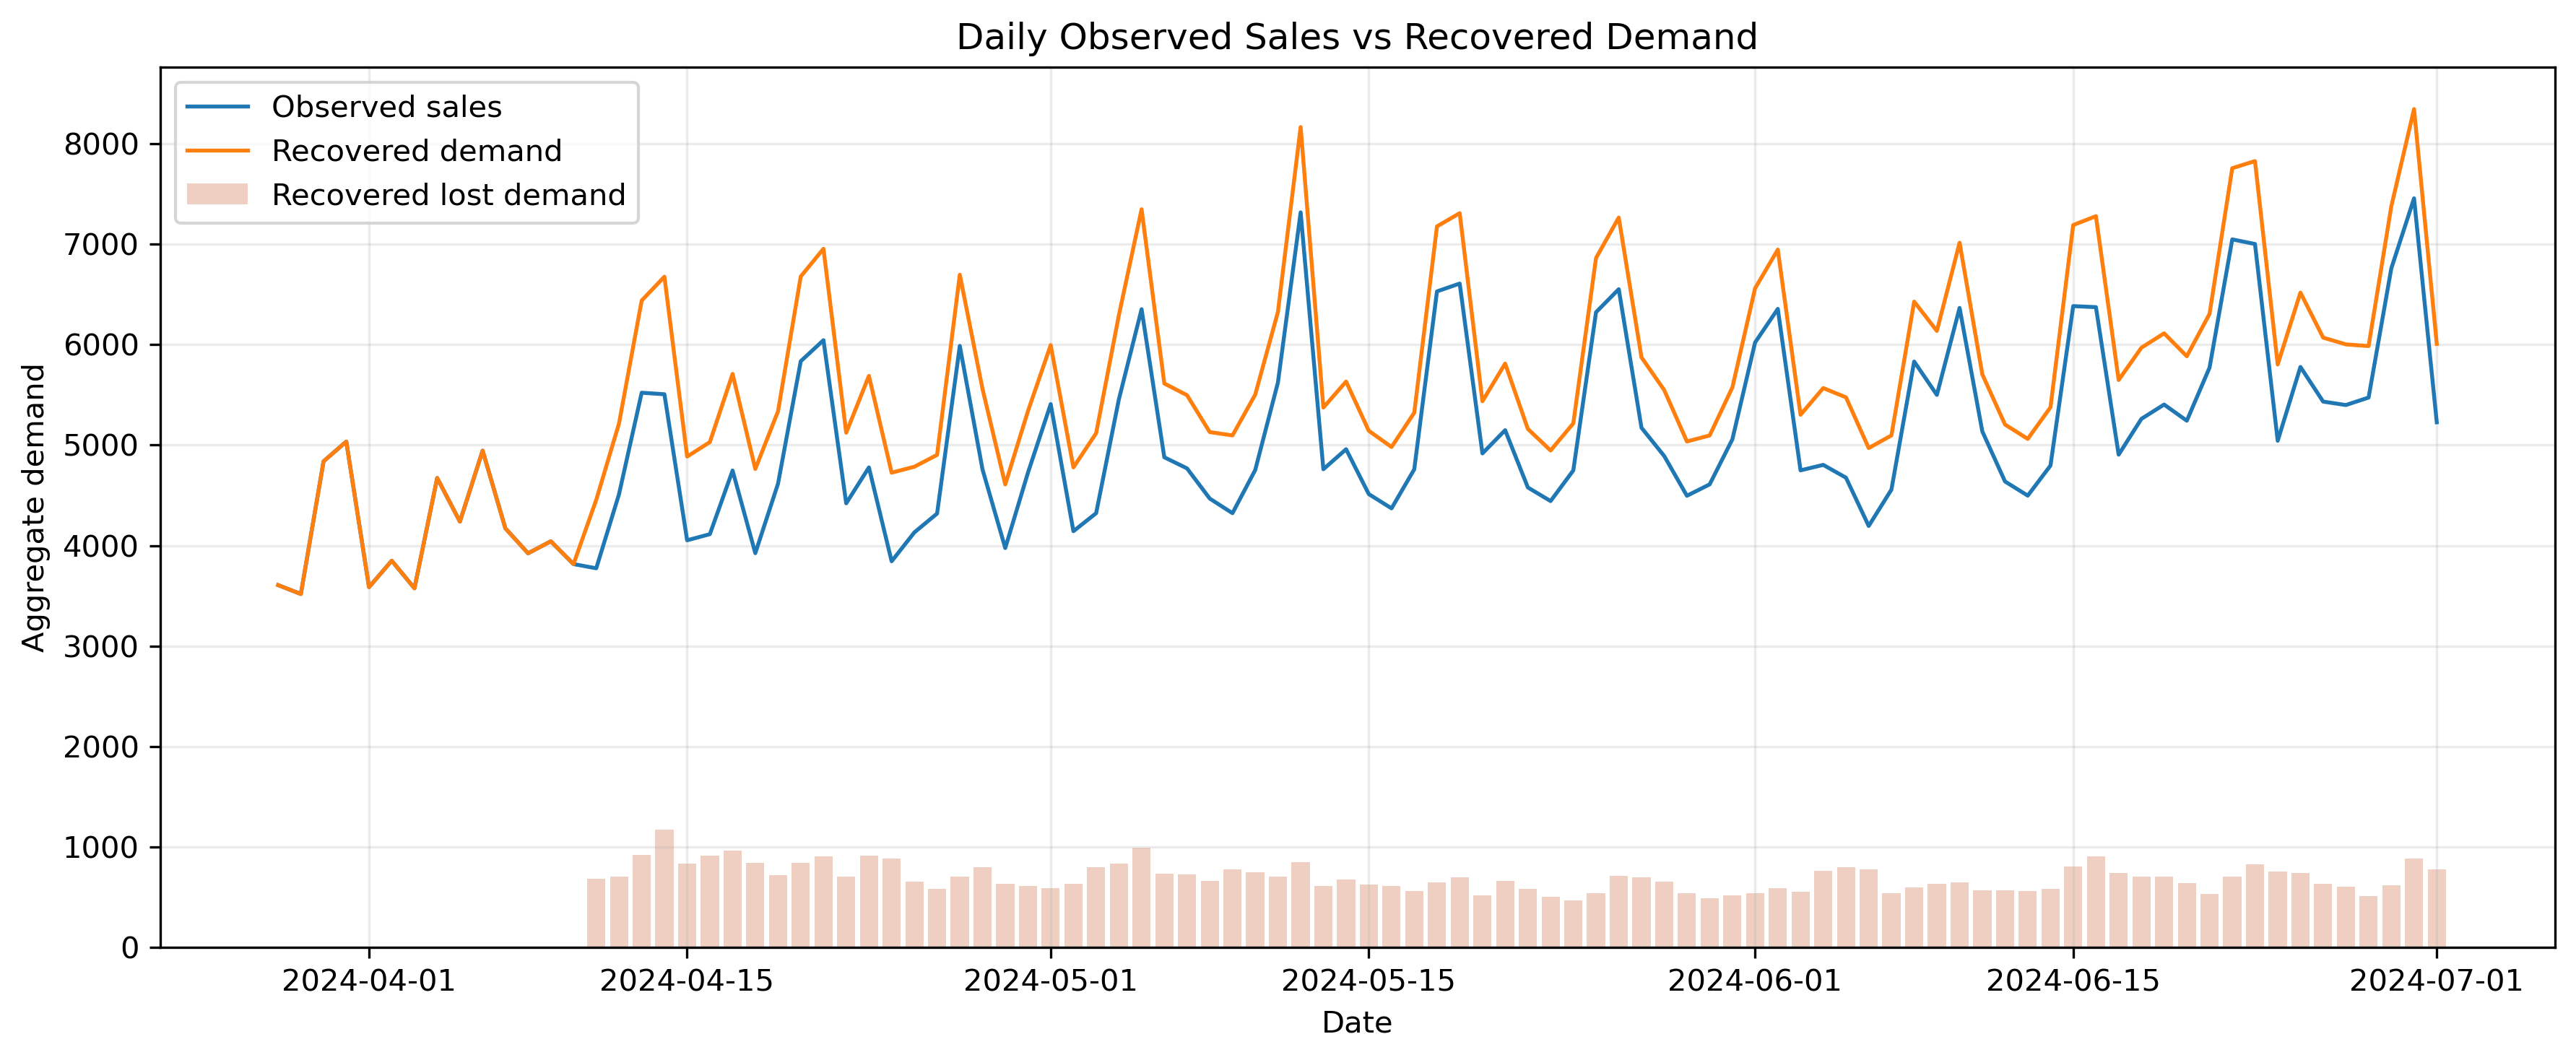 Daily Observed Sales vs Recovered Demand
Observed sales
Recovered demand
Recovered lost demand
8000
7000
6000
5000
4000
3000
2000
1000
0
Aggregate demand
2024-04-01
2024-04-15
2024-05-01
2024-05-15
2024-06-01
2024-06-15
2024-07-01
Date